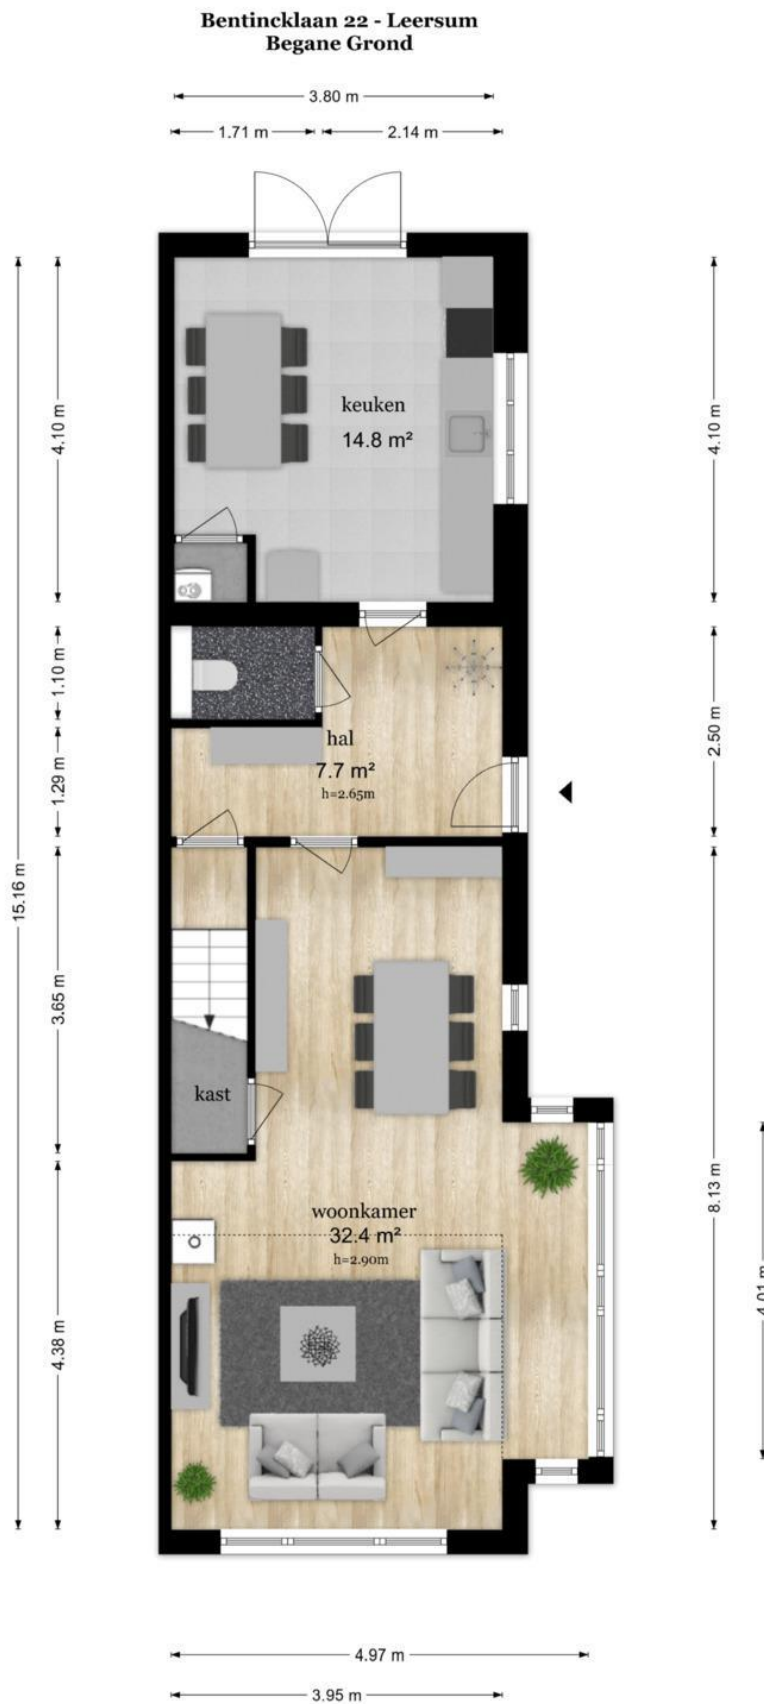 Bentincklaan 22 - Leersum
Begane Grond
3.80 m
1.71 m
2.14 m
4.10 m
4.10 m
keuken
14.8 m²
1.10 m
2.50 m
1.29 m
hal
7.7 m²
h=2.65m
15.16 m
3.65 m
kast
8.13 m
woonkamer
32.4 m²
h=2.90m
4.01 m
4.38 m
4.97 m
3.95 m